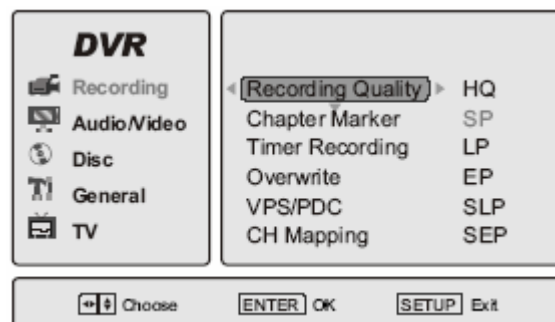 DVR
Recording
Audio/Video
Disc
General
TV
Recording Quality HQ
Chapter Marker SP
Timer Recording LP
Overwrite EP
VPS/PDC SLP
CH Mapping SEP
Choose ENTER OK SETUP Exit